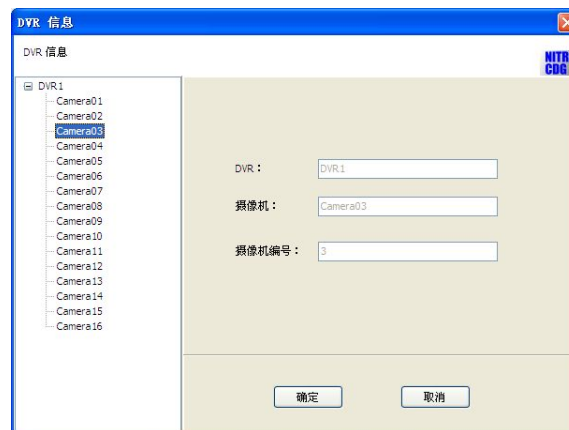 DVR 信息
DVR 信息
NITR
CDG
DVR1
Camera01
Camera02
Camera03
Camera04
Camera05
Camera06
Camera07
Camera08
Camera09
Camera10
Camera11
Camera12
Camera13
Camera14
Camera15
Camera16
DVR：
DVR1
摄像机：
Camera03
摄像机编号：
3
确定
取消